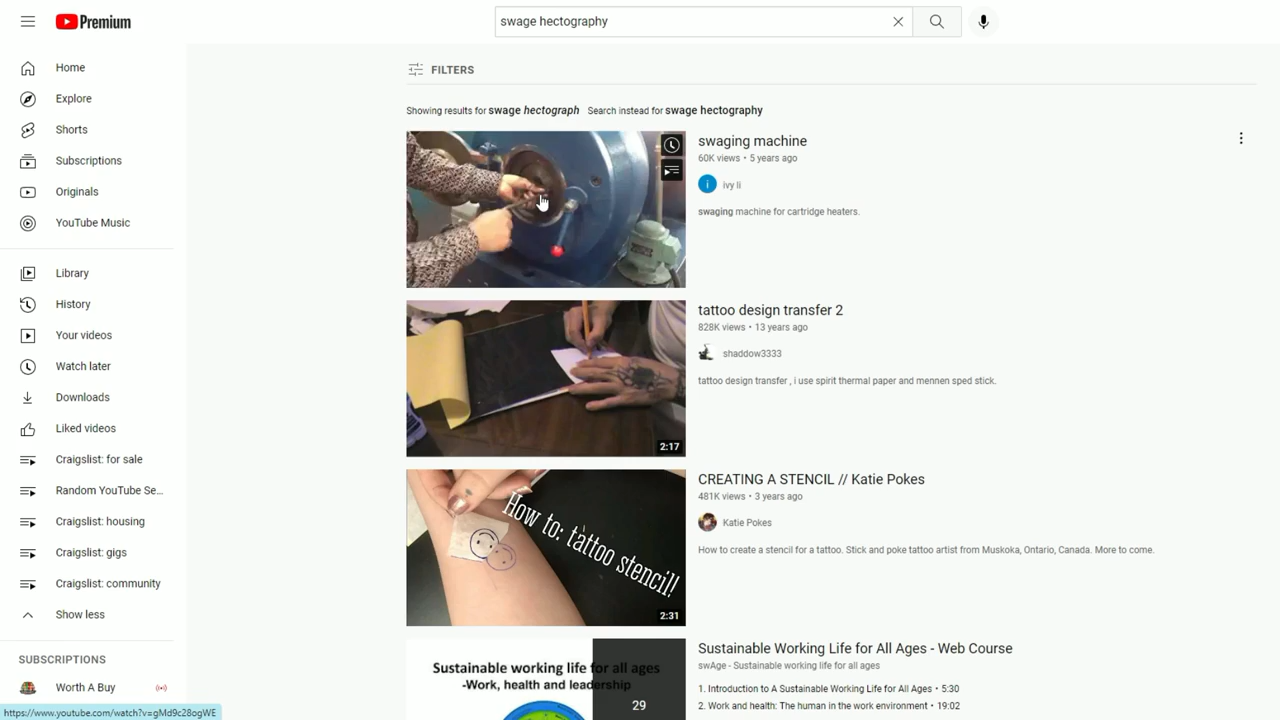 Premium
swage hectography
Home
Explore
Shorts
Subscriptions
Originals
YouTube Music
Library
History
Your videos
Watch later
Downloads
Liked videos
Craigslist: for sale
Random YouTube Se...
Craigslist: housing
Craigslist: gigs
Craigslist: community
Show less
SUBSCRIPTIONS
Worth A Buy
https://www.youtube.com/watch?v=gMd9c28ogWE
FILTERS
Showing results for swage hectograph Search instead for swage hectography
swaging machine
60K views • 5 years ago
i ivy li
swaging machine for cartridge heaters.
2:17
tattoo design transfer 2
828K views • 13 years ago
shaddow3333
tattoo design transfer , i use spirit thermal paper and mennen sped stick.
How to: tattoo stencil!
2:31
CREATING A STENCIL // Katie Pokes
481K views • 3 years ago
Katie Pokes
How to create a stencil for a tattoo. Stick and poke tattoo artist from Muskoka, Ontario, Canada. More to come.
Sustainable working life for all ages
-Work, health and leadership
29
Sustainable Working Life for All Ages - Web Course
swAge - Sustainable working life for all ages
1. Introduction to A Sustainable Working Life for All Ages • 5:30
2. Work and health: The human in the work environment • 19:02